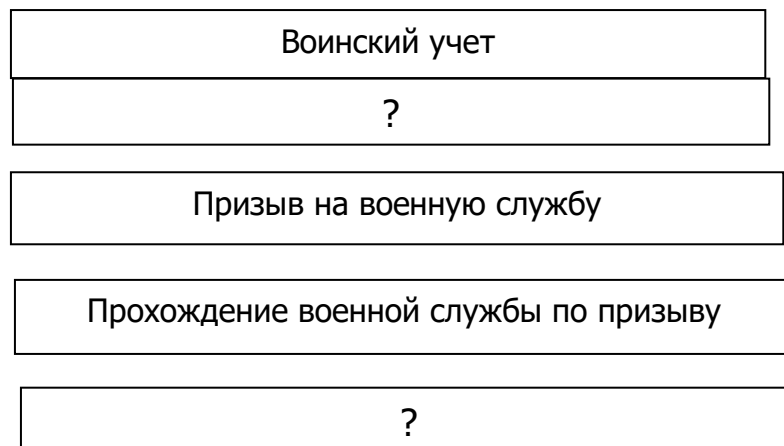 Воинский учет
?
Призыв на военную службу
Прохождение военной службы по призыву
?